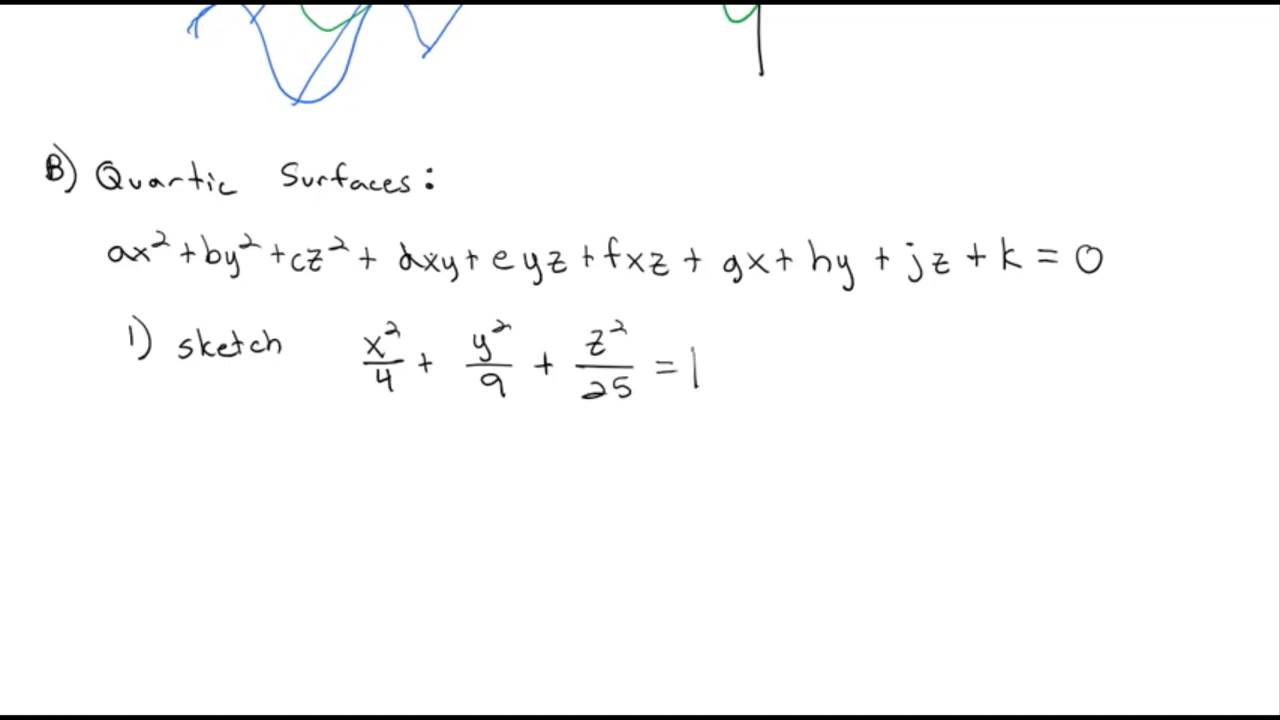 B) Quartic Surfaces:
ax² + by² + cz² + dxy + eyz + fxz + gx + hy + jz + k = 0
1) sketch x²/4 + y²/9 + z²/25 = 1